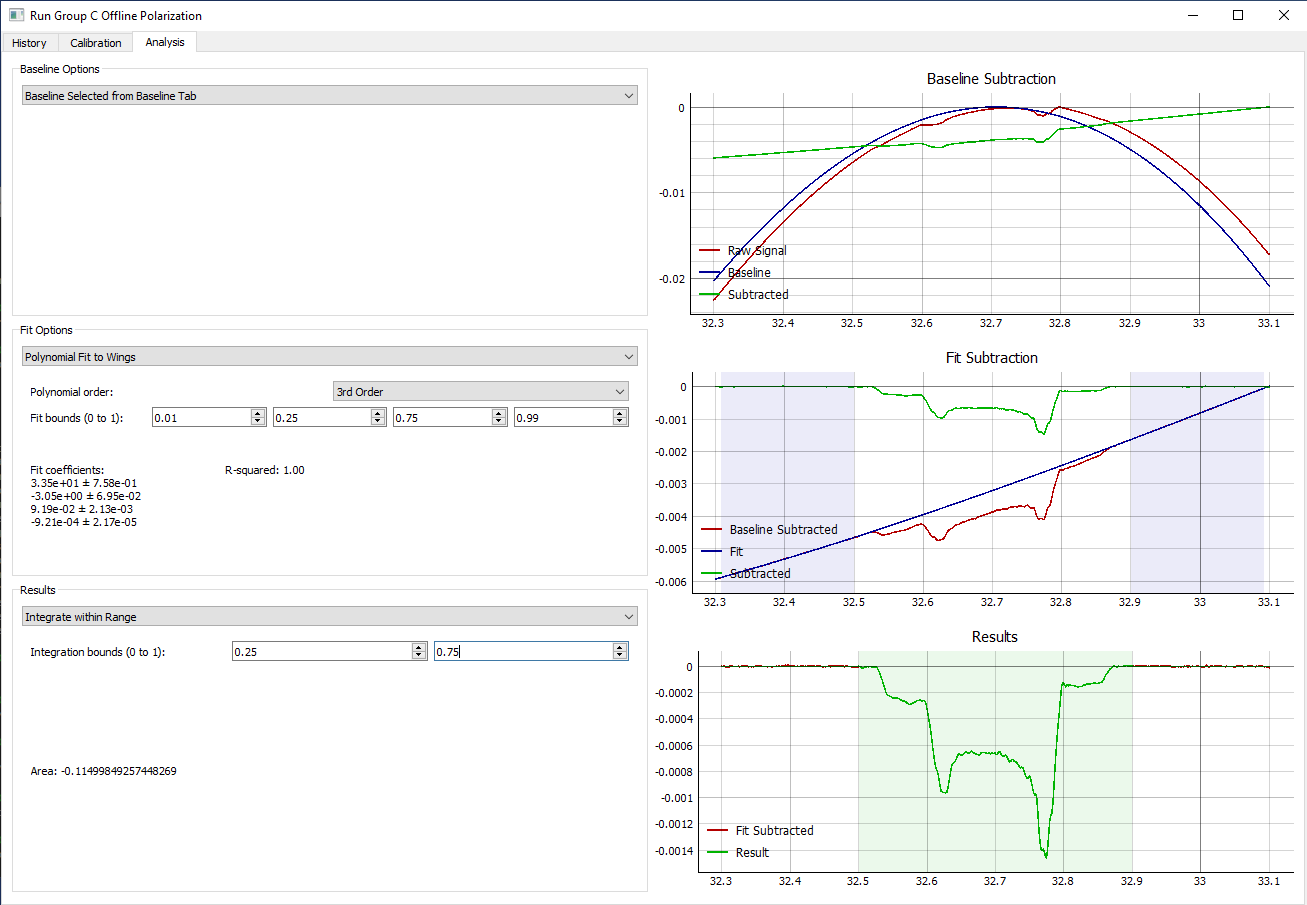 Run Group C Offline Polarization
History
Calibration
Analysis
Baseline Options
Baseline Selected from Baseline Tab
Fit Options
Polynomial Fit to Wings
Polynomial order:
3rd Order
Fit bounds (0 to 1):
0.01
0.25
0.75
0.99
Fit coefficients:
R-squared: 1.00
3.35e+01 ± 7.58e-01
-3.05e+00 ± 6.95e-02
9.19e-02 ± 2.13e-03
-9.21e-04 ± 2.17e-05
Results
Integrate within Range
Integration bounds (0 to 1):
0.25
0.75
Area: -0.11499849257448269
Baseline Subtraction
0
-0.01
-0.02
Raw Signal
Baseline
Subtracted
32.3 32.4 32.5 32.6 32.7 32.8 32.9 33 33.1
Fit Subtraction
0
-0.001
-0.002
-0.003
-0.004
-0.005
-0.006
Baseline Subtracted
Fit
Subtracted
32.3 32.4 32.5 32.6 32.7 32.8 32.9 33 33.1
Results
0
-0.0002
-0.0004
-0.0006
-0.0008
-0.001
-0.0012
-0.0014
Fit Subtracted
Result
32.3 32.4 32.5 32.6 32.7 32.8 32.9 33 33.1